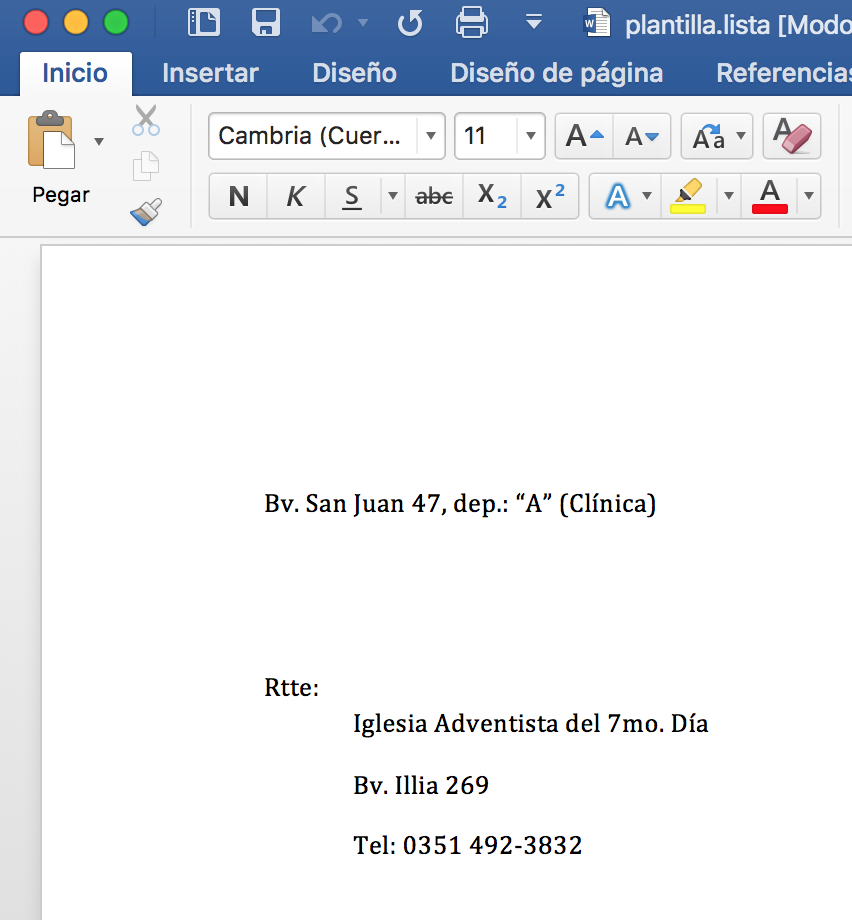 plantilla.lista [Modo
Inicio Insertar Diseño Diseño de página Referencias
Pegar
Cambria (Cuer... 11 A A Aa A
N K S abc X2 X2 A A
Bv. San Juan 47, dep.: “A” (Clínica)
Rtte:
Iglesia Adventista del 7mo. Día
Bv. Illia 269
Tel: 0351 492-3832